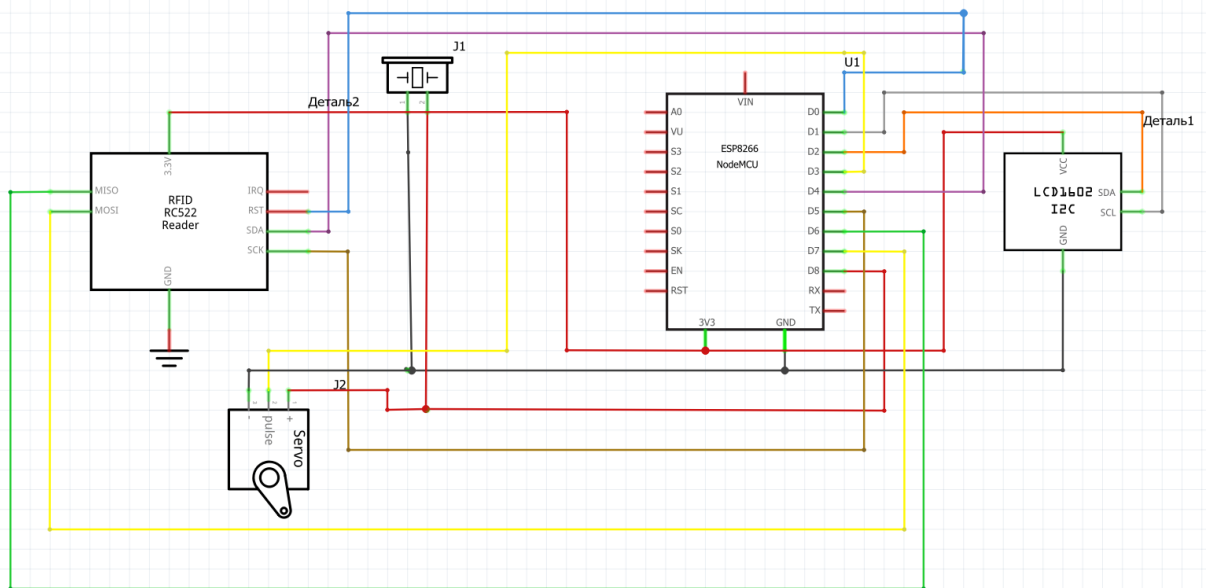 J1
U1
Деталь2
VIN
Деталь1
3.3V
MISO
MOSI
RFID
RC522
Reader
IRQ
RST
SDA
SCK
GND
1
2
A0
VU
S3
S2
S1
SC
S0
SK
EN
RST
ESP8266
NodeMCU
D0
D1
D2
D3
D4
D5
D6
D7
D8
RX
TX
3V3
GND
VCC
LCD1602
I2C
SDA
SCL
GND
J2
-
pulse
+
Servo